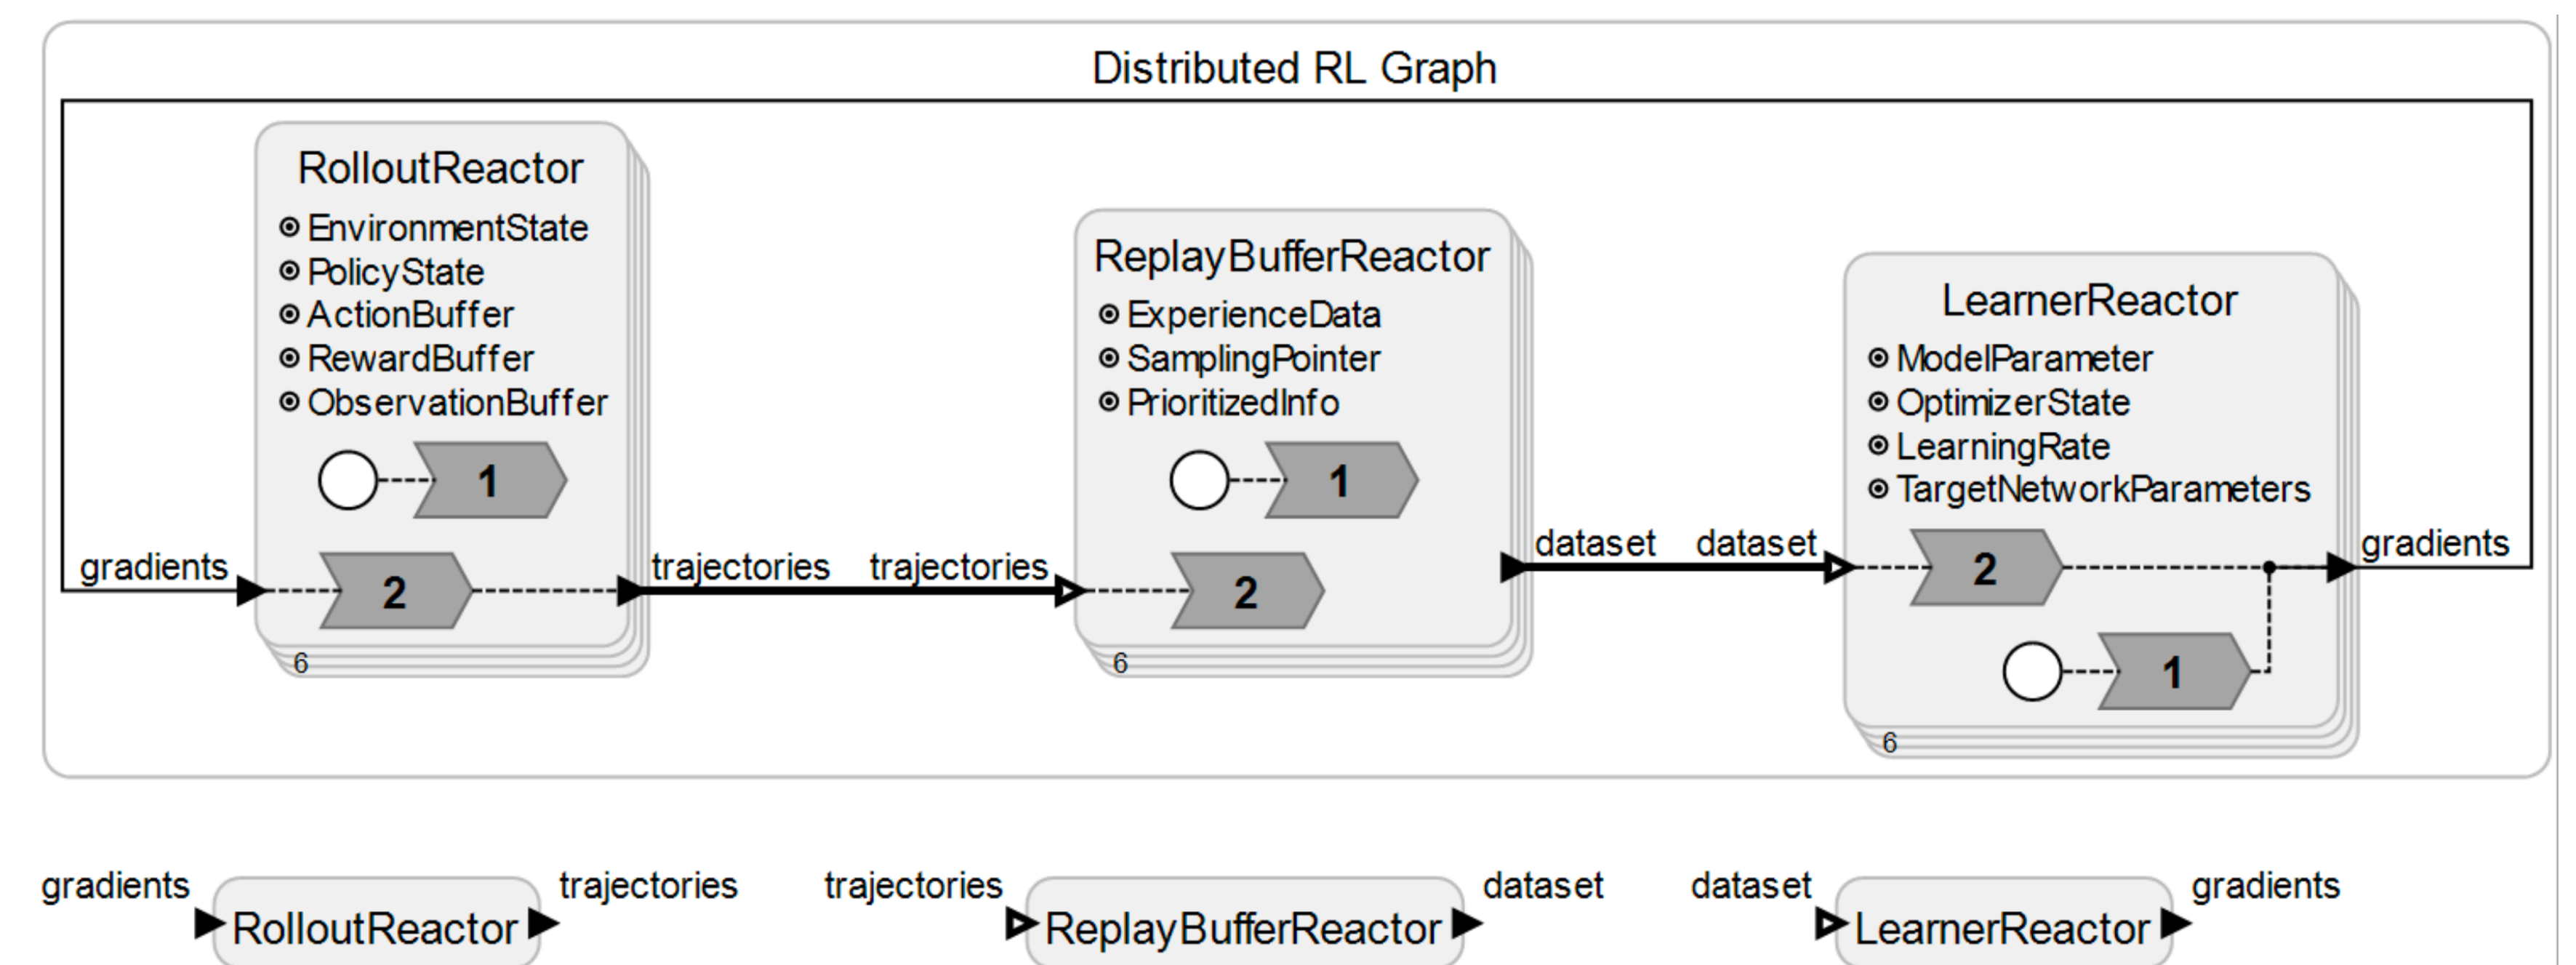 Distributed RL Graph
RolloutReactor
EnvironmentState
PolicyState
ActionBuffer
RewardBuffer
ObservationBuffer
1
gradients
2
trajectories
6
ReplayBufferReactor
ExperienceData
SamplingPointer
PrioritizedInfo
1
trajectories
2
dataset
6
LearnerReactor
ModelParameter
OptimizerState
LearningRate
TargetNetworkParameters
dataset
2
gradients
1
6
gradients
RolloutReactor
trajectories
trajectories
ReplayBufferReactor
dataset
dataset
LearnerReactor
gradients